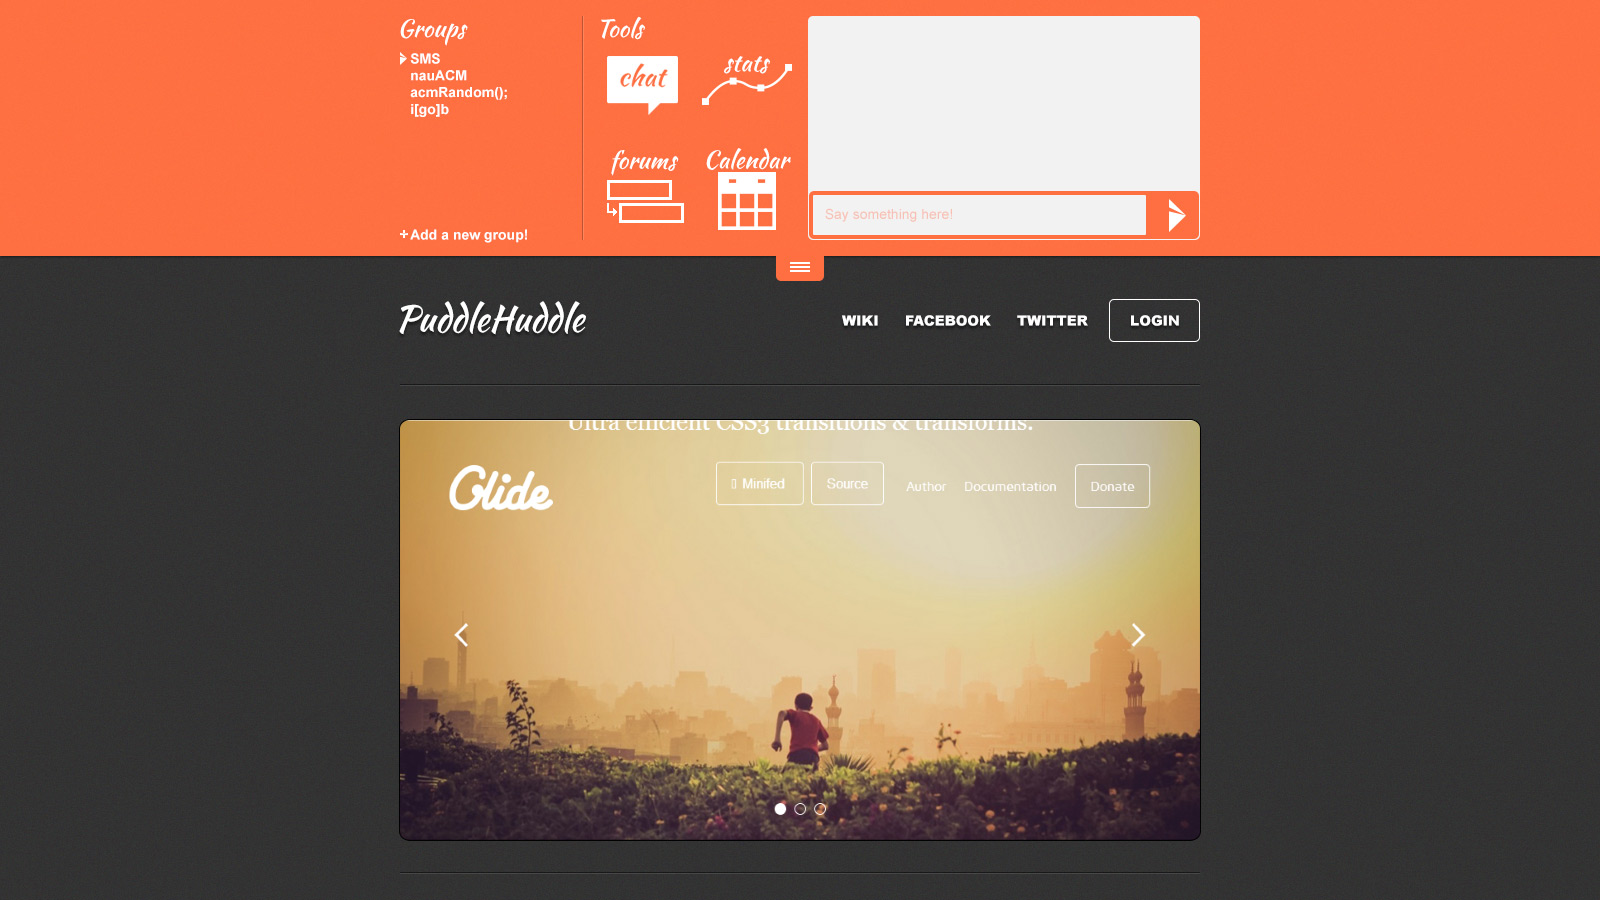 Groups
SMS
nauACM
acmRandom();
i[go]b
+Add a new group!
Tools
chat
stats
forums
Calendar
Say something here!
PuddleHuddle
WIKI
FACEBOOK
TWITTER
LOGIN
Ultra efficient CSS3 transitions & transforms.
Glide
Minifed
Source
Author
Documentation
Donate